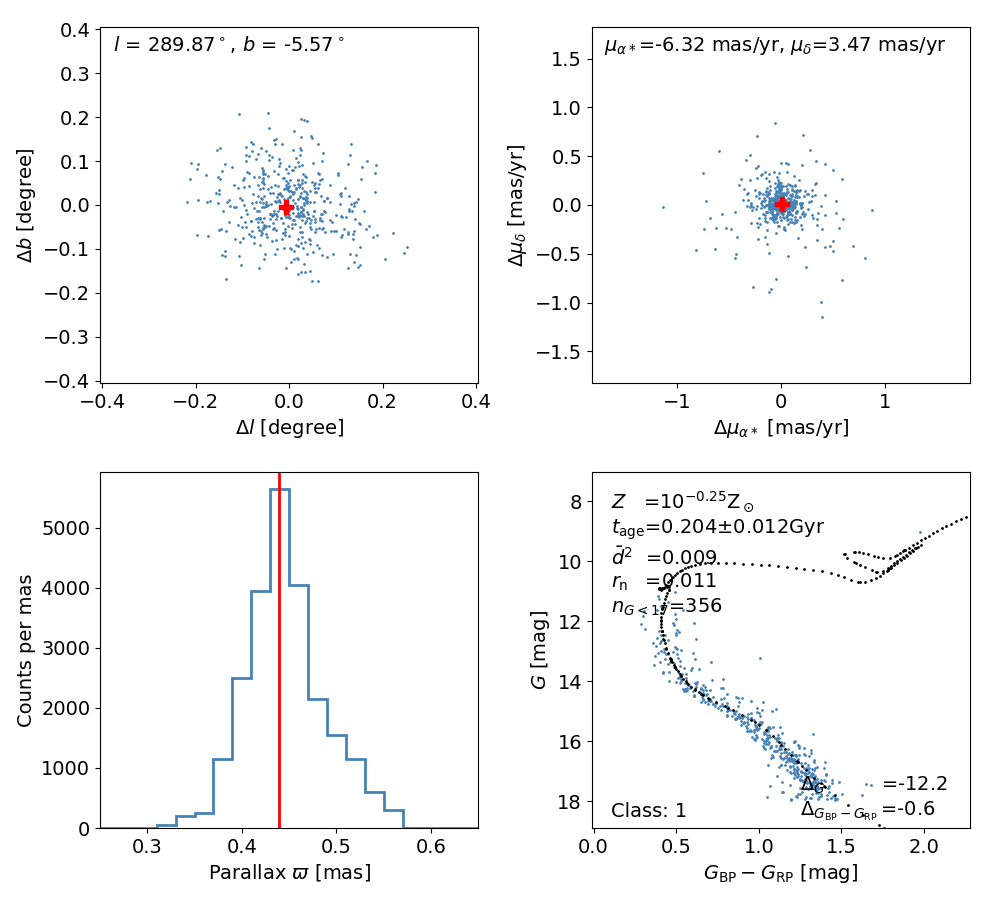 l = 289.87°, b = -5.57°
0.4
0.3
0.2
0.1
0.0
−0.1
−0.2
−0.3
−0.4
Δb [degree]
−0.4 −0.2 0.0 0.2 0.4
Δl [degree]
μα*=-6.32 mas/yr, μδ=3.47 mas/yr
1.5
1.0
0.5
0.0
−0.5
−1.0
−1.5
Δμδ [mas/yr]
−1 0 1
Δμα* [mas/yr]
5000
4000
3000
2000
1000
0
Counts per mas
0.3 0.4 0.5 0.6
Parallax ϖ [mas]
Z =10^−0.25 Z⊙
t_age=0.204±0.012Gyr
d̄² =0.009
r_n =0.011
n_G<17=356
8
10
12
14
16
18
G [mag]
Δ_G =-12.2
Δ_GBP−GRP=-0.6
Class: 1
0.0 0.5 1.0 1.5 2.0
GBP − GRP [mag]